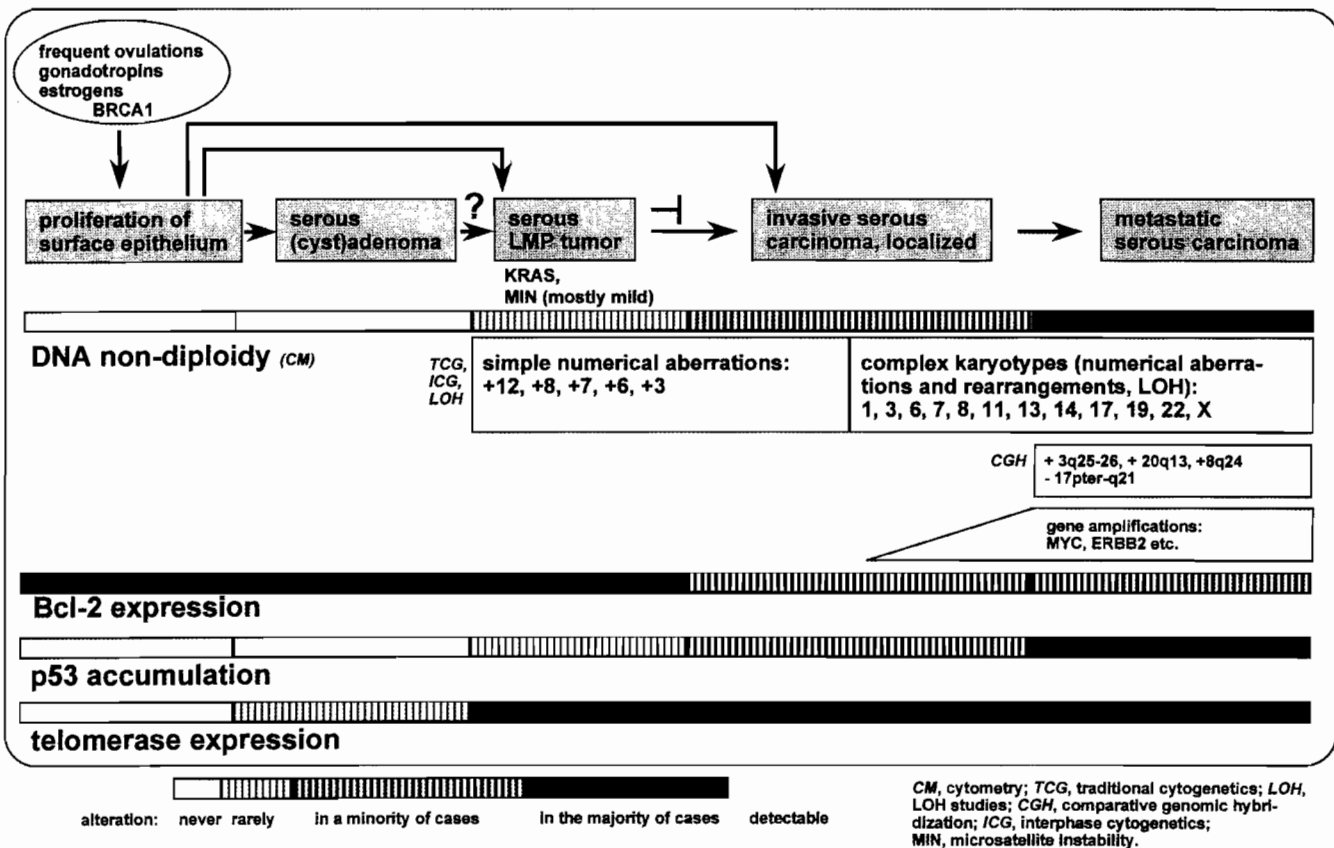 frequent ovulations
gonadotropins
estrogens
BRCA1
proliferation of
surface epithelium
serous
(cyst)adenoma
?
serous
LMP tumor
invasive serous
carcinoma, localized
metastatic
serous carcinoma
KRAS,
MIN (mostly mild)
DNA non-diploidy (CM)
TCG,
ICG,
LOH
simple numerical aberrations:
+12, +8, +7, +6, +3
complex karyotypes (numerical aberra-
tions and rearrangements, LOH):
1, 3, 6, 7, 8, 11, 13, 14, 17, 19, 22, X
CGH
+ 3q25-26, + 20q13, +8q24
- 17pter-q21
gene amplifications:
MYC, ERBB2 etc.
Bcl-2 expression
p53 accumulation
telomerase expression
alteration: never rarely in a minority of cases in the majority of cases detectable
CM, cytometry; TCG, traditional cytogenetics; LOH,
LOH studies; CGH, comparative genomic hybri-
dization; ICG, interphase cytogenetics;
MIN, microsatellite instability.